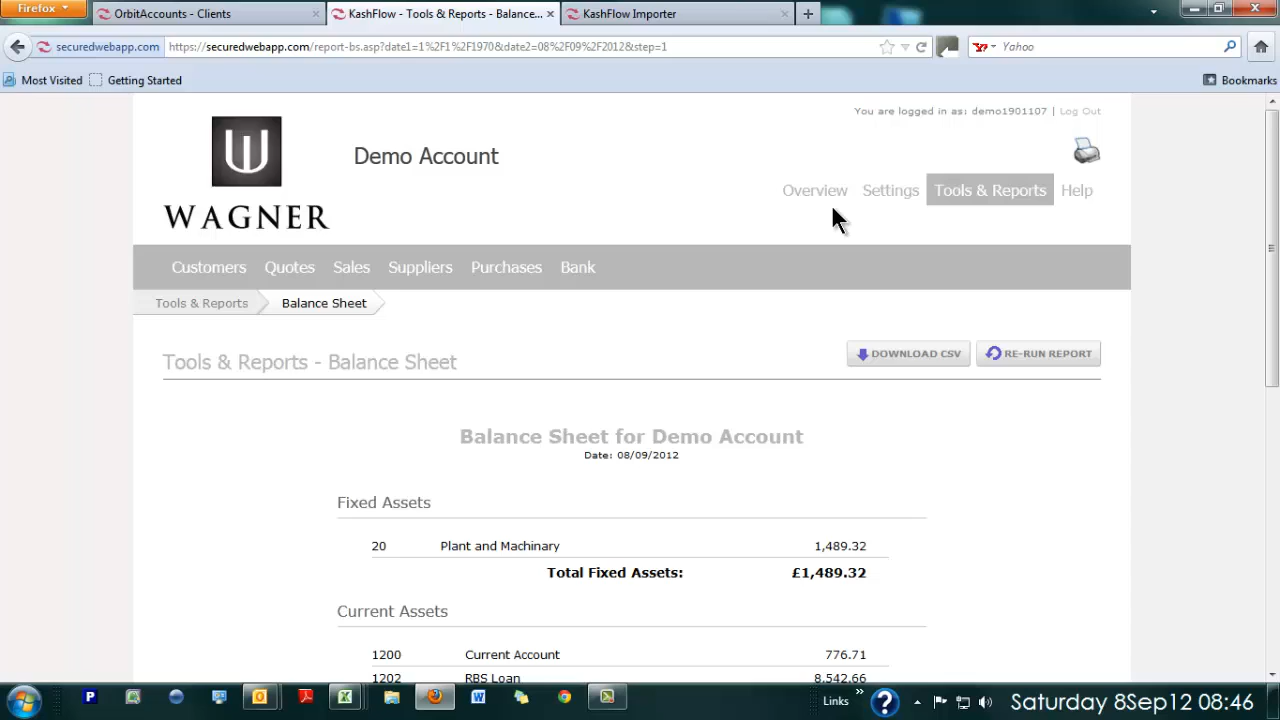 Firefox
OrbitAccounts - Clients
KashFlow - Tools & Reports - Balance...
KashFlow Importer
securedwebapp.com
https://securedwebapp.com/report-bs.asp?date1=1%2F1%2F1970&date2=08%2F09%2F2012&step=1
Yahoo
Most Visited
Getting Started
Bookmarks
You are logged in as: demo1901107 | Log Out
Demo Account
WAGNER
Overview Settings Tools & Reports Help
Customers Quotes Sales Suppliers Purchases Bank
Tools & Reports Balance Sheet
Tools & Reports - Balance Sheet
DOWNLOAD CSV
RE-RUN REPORT
Balance Sheet for Demo Account
Date: 08/09/2012
Fixed Assets
20 Plant and Machinery 1,489.32
Total Fixed Assets: £1,489.32
Current Assets
1200 Current Account 776.71
1202 RBS Loan 8,542.66
Links
Saturday 8Sep12 08:46